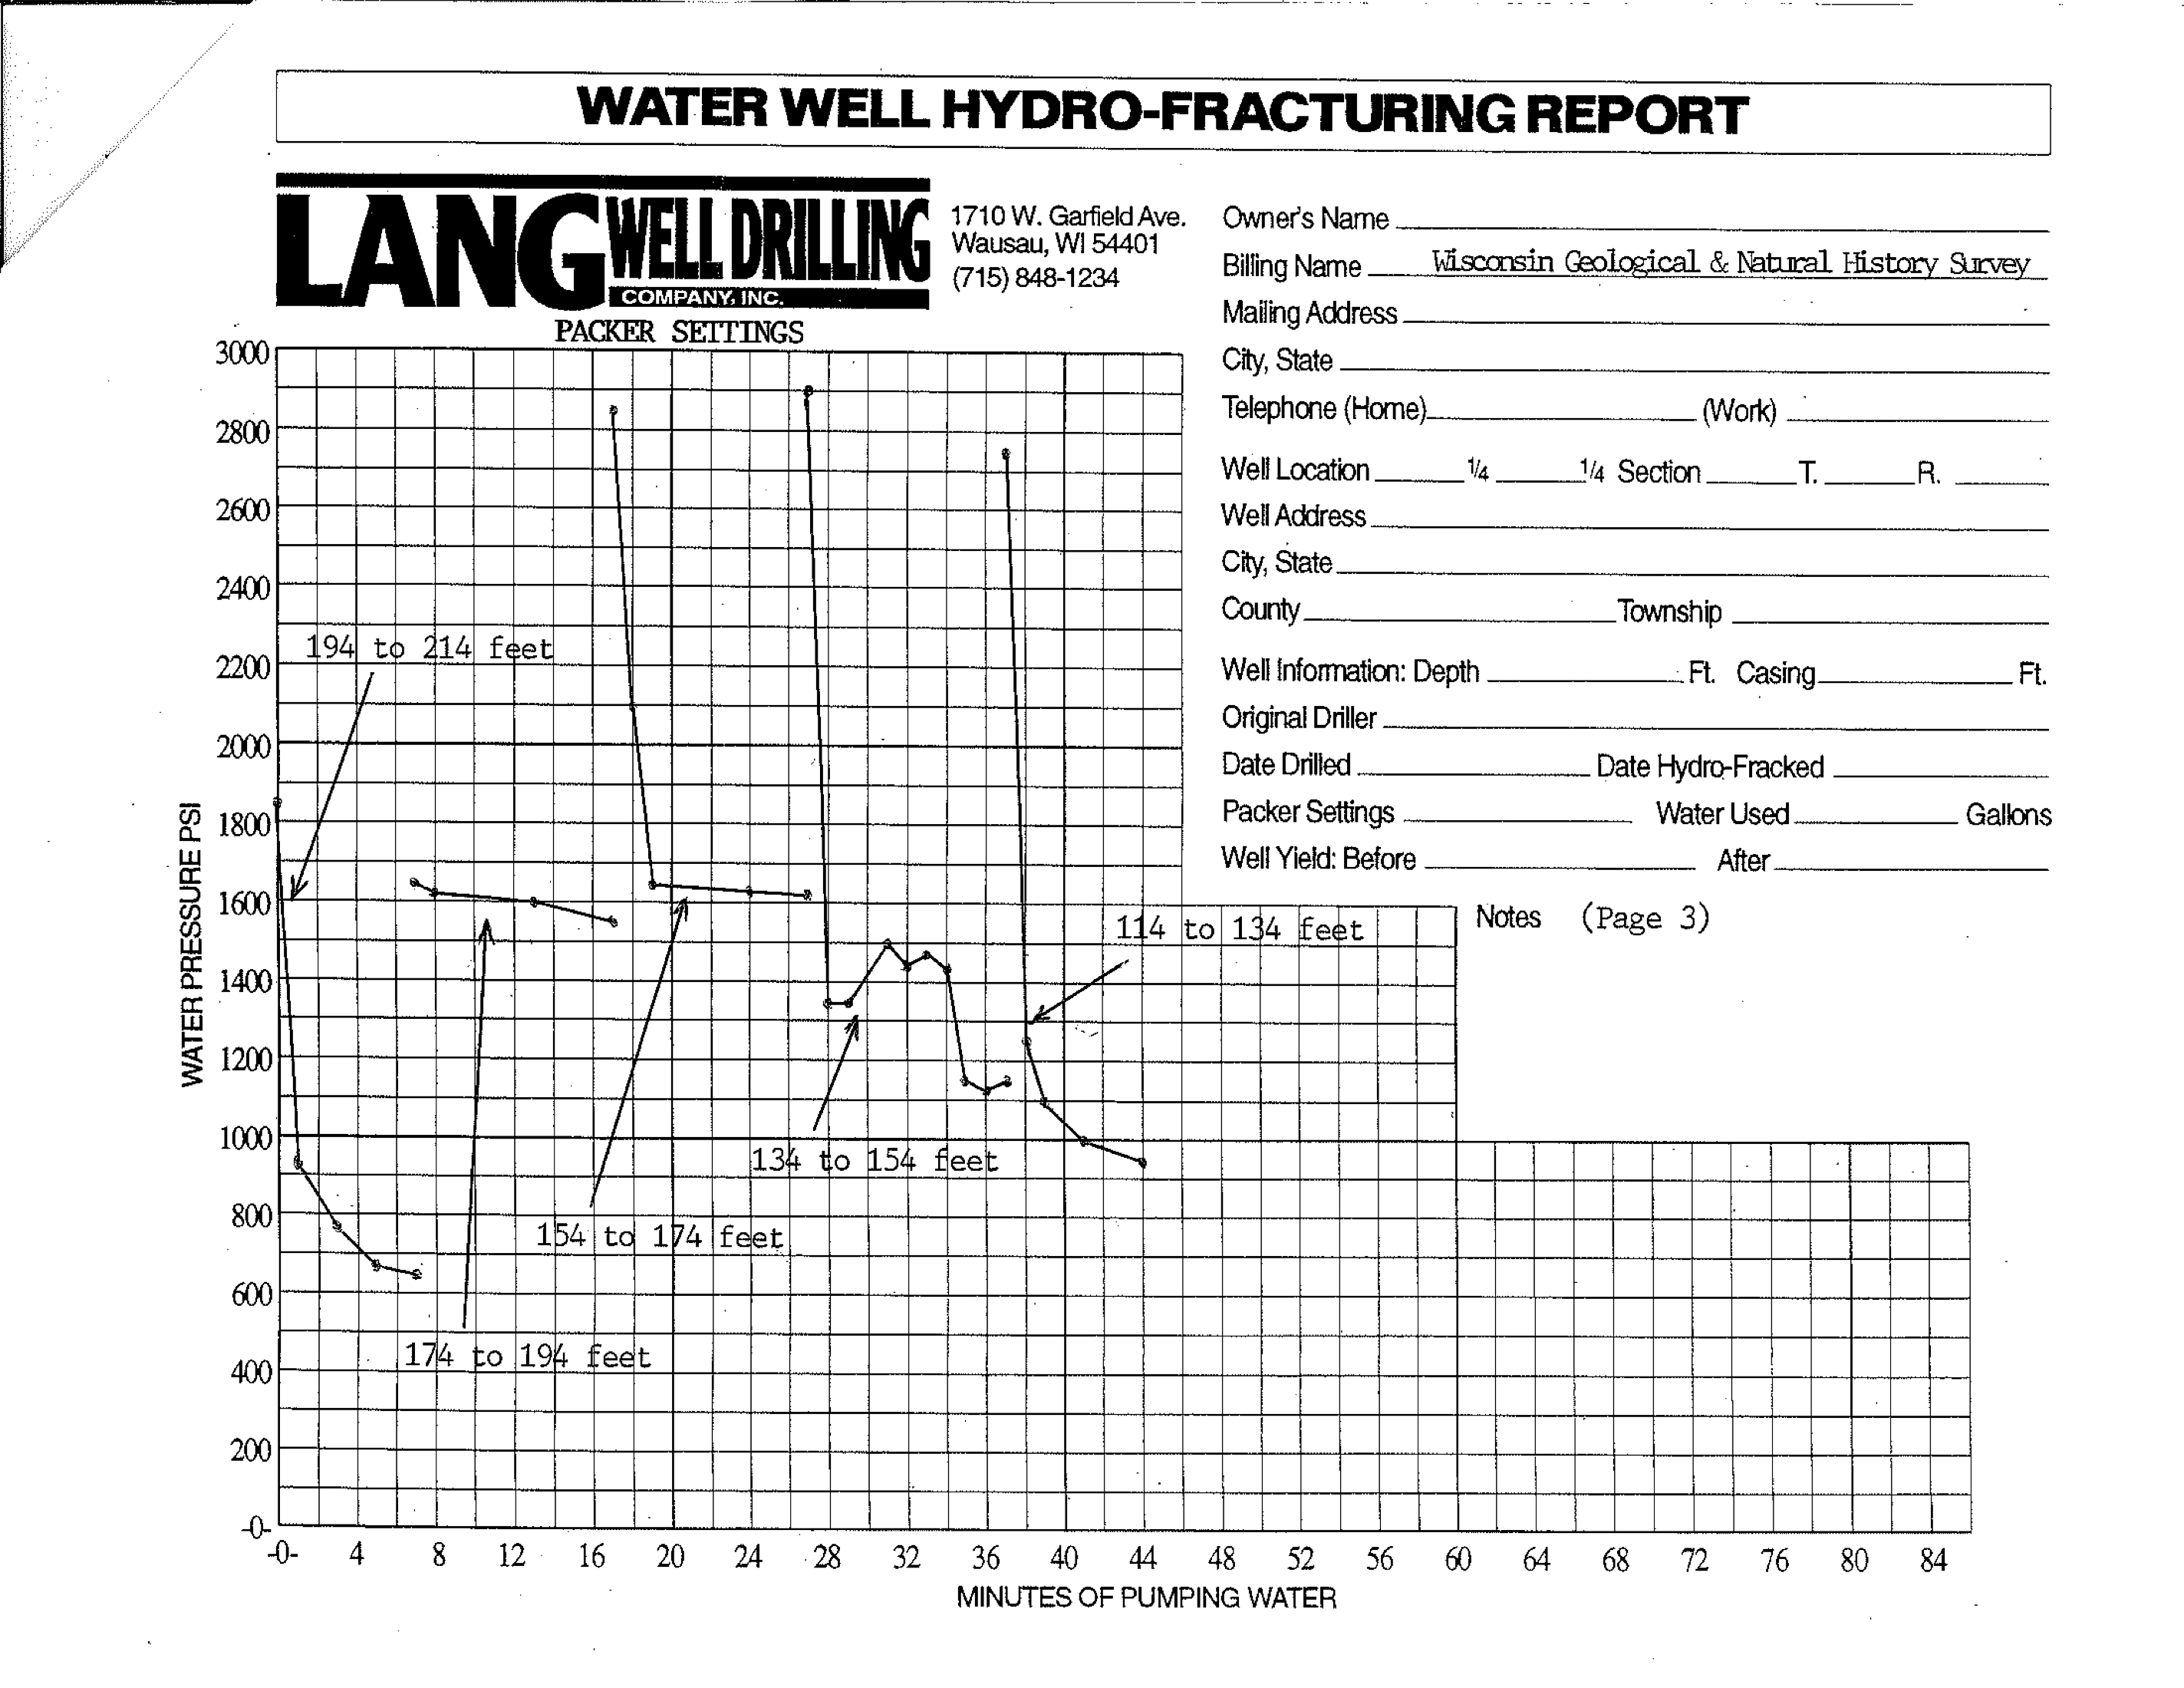 WATER WELL HYDRO-FRACTURING REPORT
LANG WELL DRILLING
COMPANY, INC.
1710 W. Garfield Ave.
Wausau, WI 54401
(715) 848-1234
Owner's Name
Billing Name Wisconsin Geological & Natural History Survey
Mailing Address
City, State
Telephone (Home) (Work)
Well Location 1/4 1/4 Section T. R.
Well Address
City, State
County Township
Well Information: Depth Ft. Casing Ft.
Original Driller
Date Drilled Date Hydro-Fracked
Packer Settings Water Used Gallons
Well Yield: Before After
Notes (Page 3)
PACKER SETTINGS
WATER PRESSURE PSI
3000
2800
2600
2400
2200
2000
1800
1600
1400
1200
1000
800
600
400
200
-0-
194 to 214 feet
114 to 134 feet
134 to 154 feet
154 to 174 feet
174 to 194 feet
-0- 4 8 12 16 20 24 28 32 36 40 44 48 52 56 60 64 68 72 76 80 84
MINUTES OF PUMPING WATER